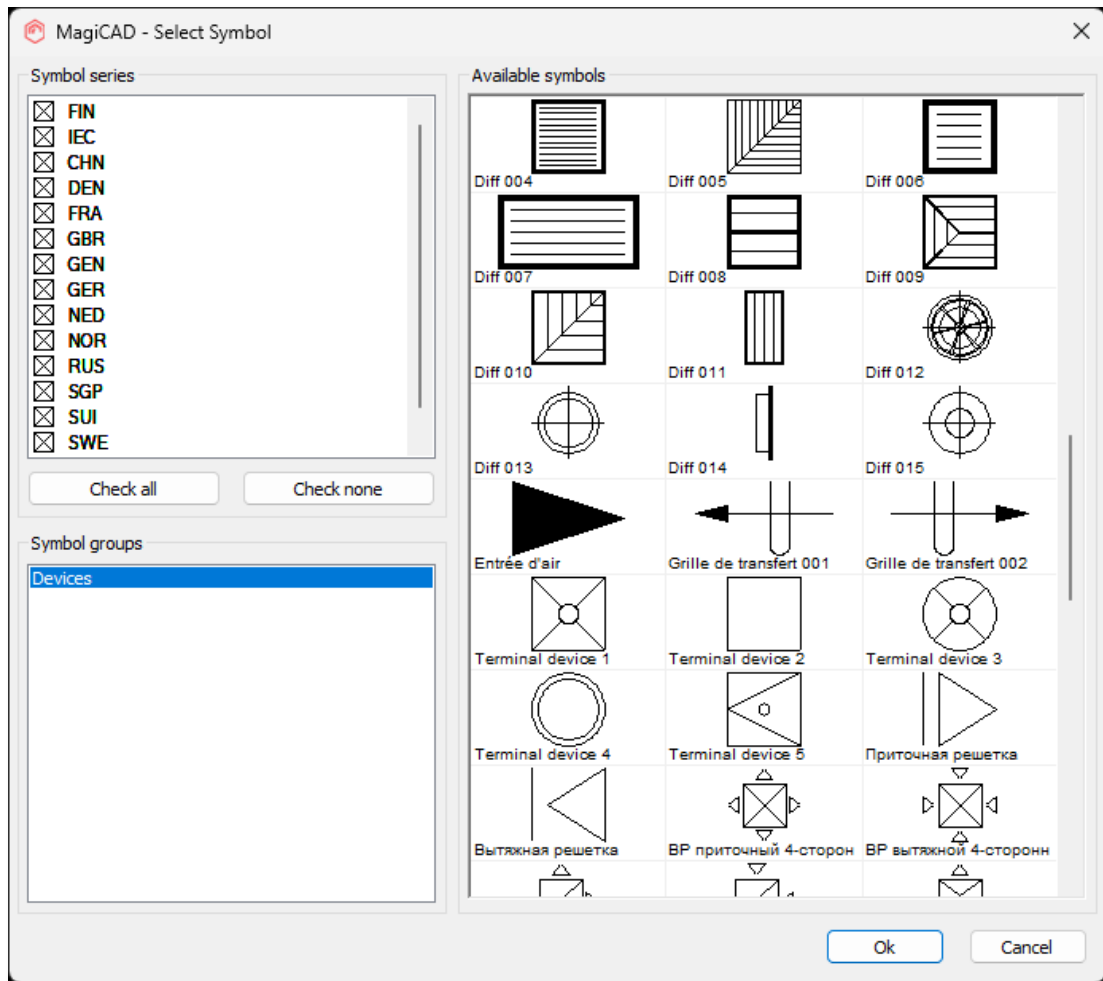 MagiCAD - Select Symbol
Symbol series
FIN
IEC
CHN
DEN
FRA
GBR
GEN
GER
NED
NOR
RUS
SGP
SUI
SWE
Check all Check none
Symbol groups
Devices
Available symbols
Diff 004 Diff 005 Diff 006
Diff 007 Diff 008 Diff 009
Diff 010 Diff 011 Diff 012
Diff 013 Diff 014 Diff 015
Entrée d'air Grille de transfert 001 Grille de transfert 002
Terminal device 1 Terminal device 2 Terminal device 3
Terminal device 4 Terminal device 5 Приточная решетка
Вытяжная решетка ВР приточный 4-сторон ВР вытяжной 4-сторонн
Ok Cancel